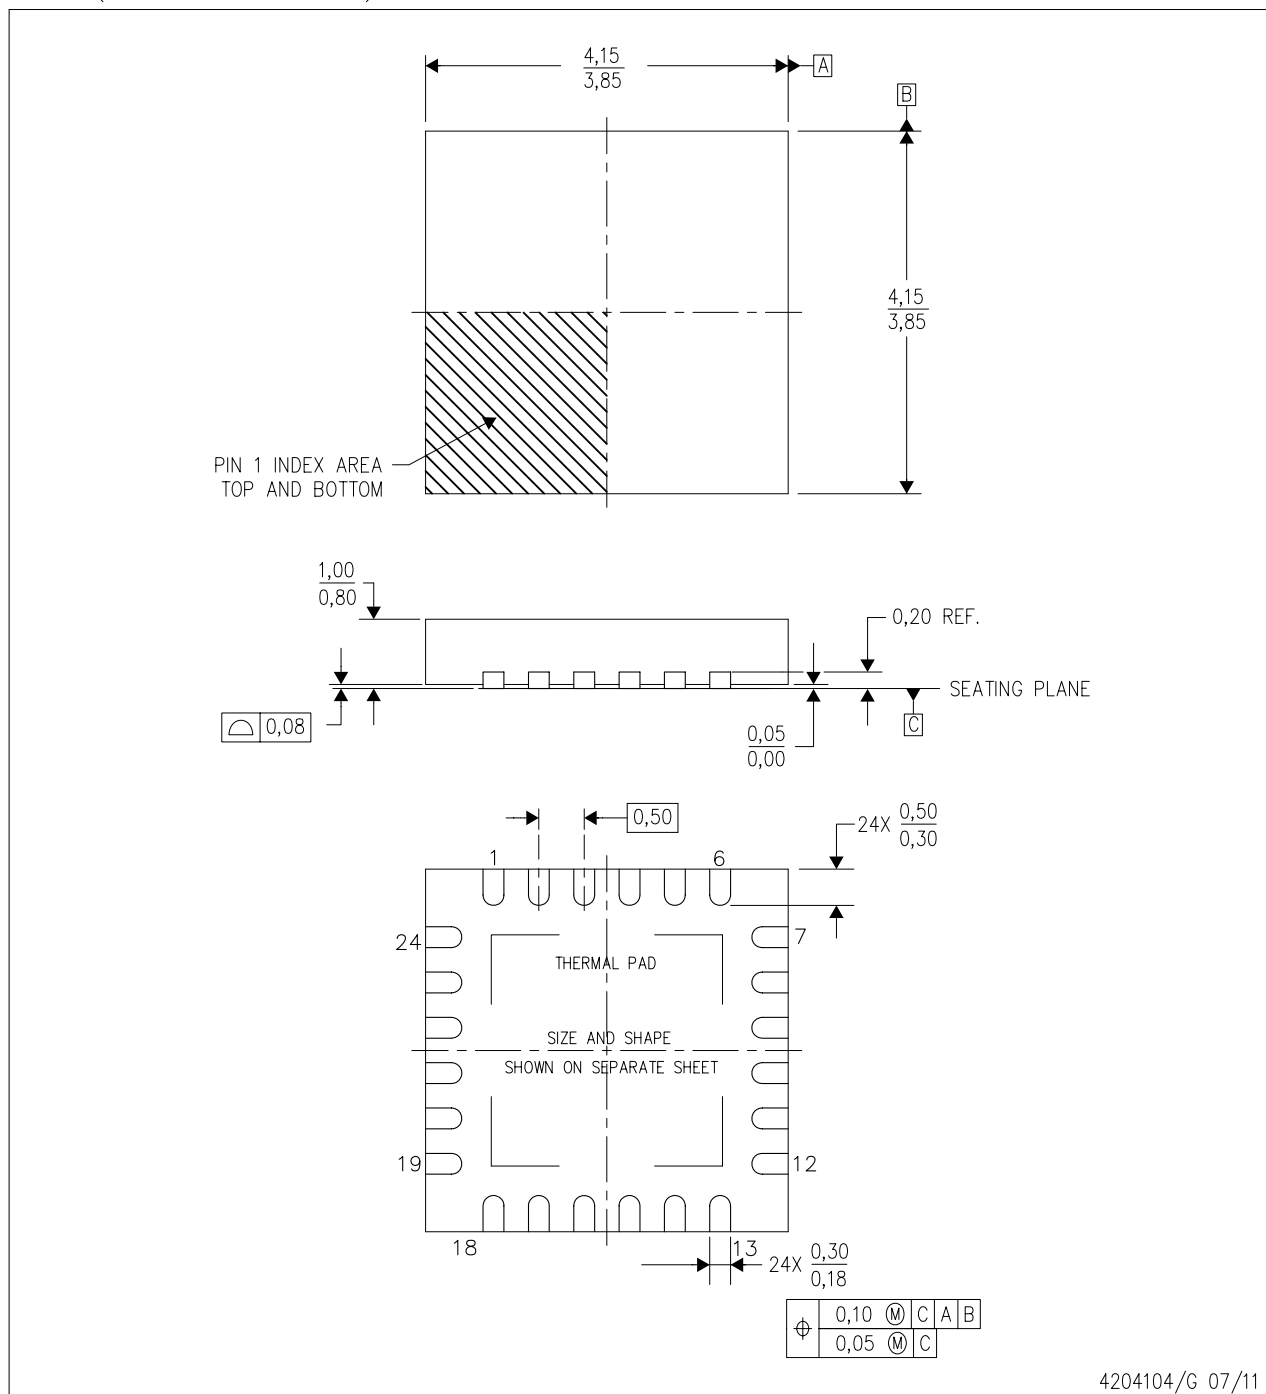 4,15
3,85
A
B
4,15
3,85
PIN 1 INDEX AREA
TOP AND BOTTOM
1,00
0,80
0,20 REF.
SEATING PLANE
C
0,08
0,05
0,00
0,50
24X 0,50
0,30
1
6
24
7
THERMAL PAD
SIZE AND SHAPE
SHOWN ON SEPARATE SHEET
19
12
18
13
24X 0,30
0,18
0,10 Ⓜ C A B
0,05 Ⓜ C
4204104/G 07/11